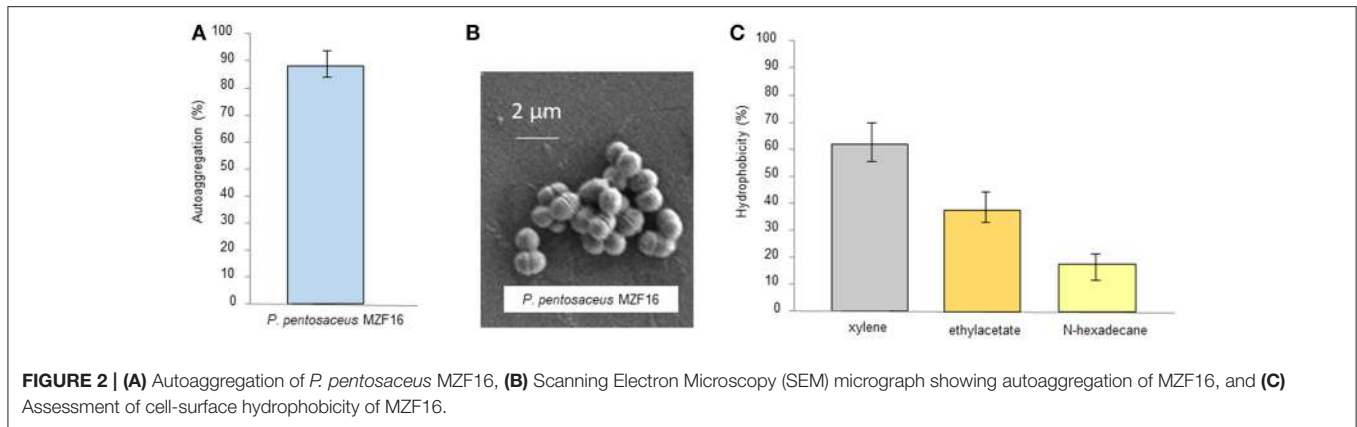 A
100
90
80
70
60
50
40
30
20
10
0
Autoaggregation (%)
P. pentosaceus MZF16
B
2 µm
P. pentosaceus MZF16
C
100
90
80
70
60
50
40
30
20
10
0
Hydrophobicity (%)
xylene
ethylacetate
N-hexadecane
FIGURE 2 | (A) Autoaggregation of P. pentosaceus MZF16, (B) Scanning Electron Microscopy (SEM) micrograph showing autoaggregation of MZF16, and (C)
Assessment of cell-surface hydrophobicity of MZF16.